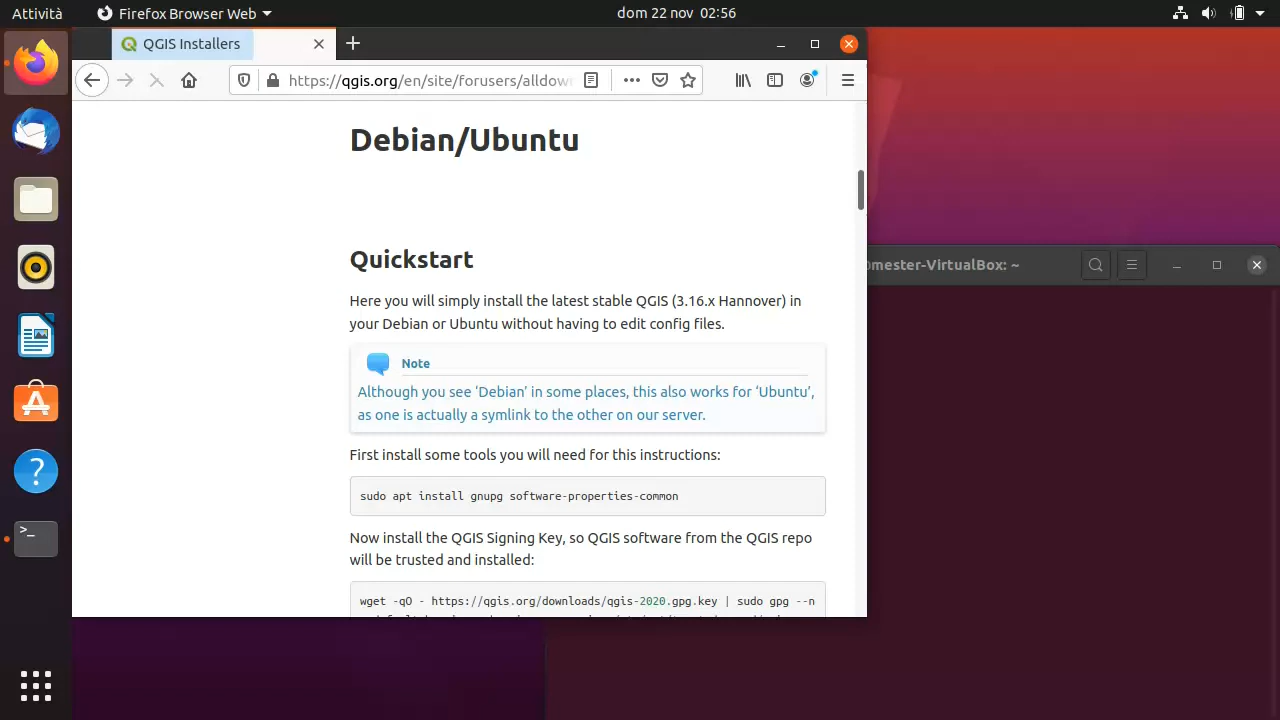 Attività
Firefox Browser Web
dom 22 nov 02:56
QGIS Installers
https://qgis.org/en/site/forusers/alldown
Debian/Ubuntu
Quickstart
Here you will simply install the latest stable QGIS (3.16.x Hannover) in
your Debian or Ubuntu without having to edit config files.
Note
Although you see ‘Debian’ in some places, this also works for ‘Ubuntu’,
as one is actually a symlink to the other on our server.
First install some tools you will need for this instructions:
sudo apt install gnupg software-properties-common
Now install the QGIS Signing Key, so QGIS software from the QGIS repo
will be trusted and installed:
wget -qO - https://qgis.org/downloads/qgis-2020.gpg.key | sudo gpg --n
omester-VirtualBox: ~
>_
?